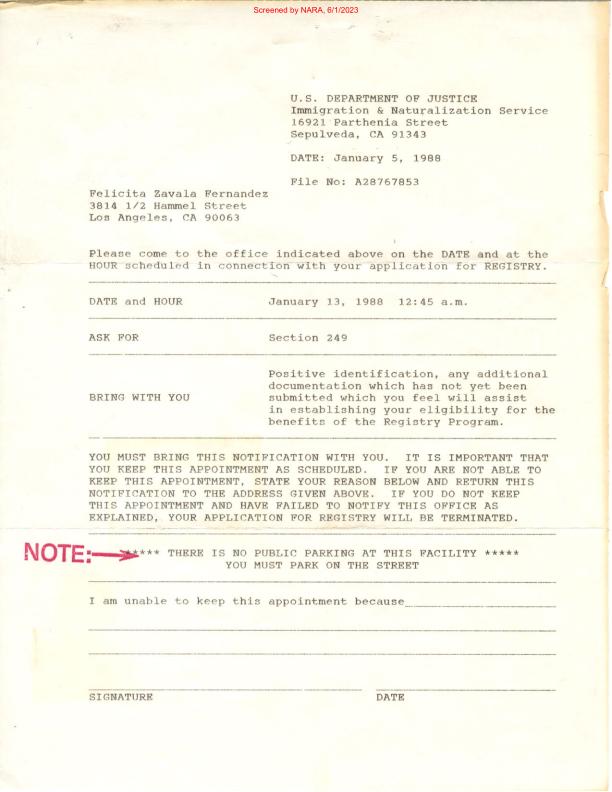 Screened by NARA, 6/1/2023
U.S. DEPARTMENT OF JUSTICE
Immigration & Naturalization Service
16921 Parthenia Street
Sepulveda, CA 91343
DATE: January 5, 1988
File No: A28767853
Felicita Zavala Fernandez
3814 1/2 Hammel Street
Los Angeles, CA 90063
Please come to the office indicated above on the DATE and at the
HOUR scheduled in connection with your application for REGISTRY.
DATE and HOUR January 13, 1988 12:45 a.m.
ASK FOR Section 249
BRING WITH YOU
Positive identification, any additional
documentation which has not yet been
submitted which you feel will assist
in establishing your eligibility for the
benefits of the Registry Program.
YOU MUST BRING THIS NOTIFICATION WITH YOU. IT IS IMPORTANT THAT
YOU KEEP THIS APPOINTMENT AS SCHEDULED. IF YOU ARE NOT ABLE TO
KEEP THIS APPOINTMENT, STATE YOUR REASON BELOW AND RETURN THIS
NOTIFICATION TO THE ADDRESS GIVEN ABOVE. IF YOU DO NOT KEEP
THIS APPOINTMENT AND HAVE FAILED TO NOTIFY THIS OFFICE AS
EXPLAINED, YOUR APPLICATION FOR REGISTRY WILL BE TERMINATED.
NOTE: ***** THERE IS NO PUBLIC PARKING AT THIS FACILITY *****
YOU MUST PARK ON THE STREET
I am unable to keep this appointment because
SIGNATURE DATE